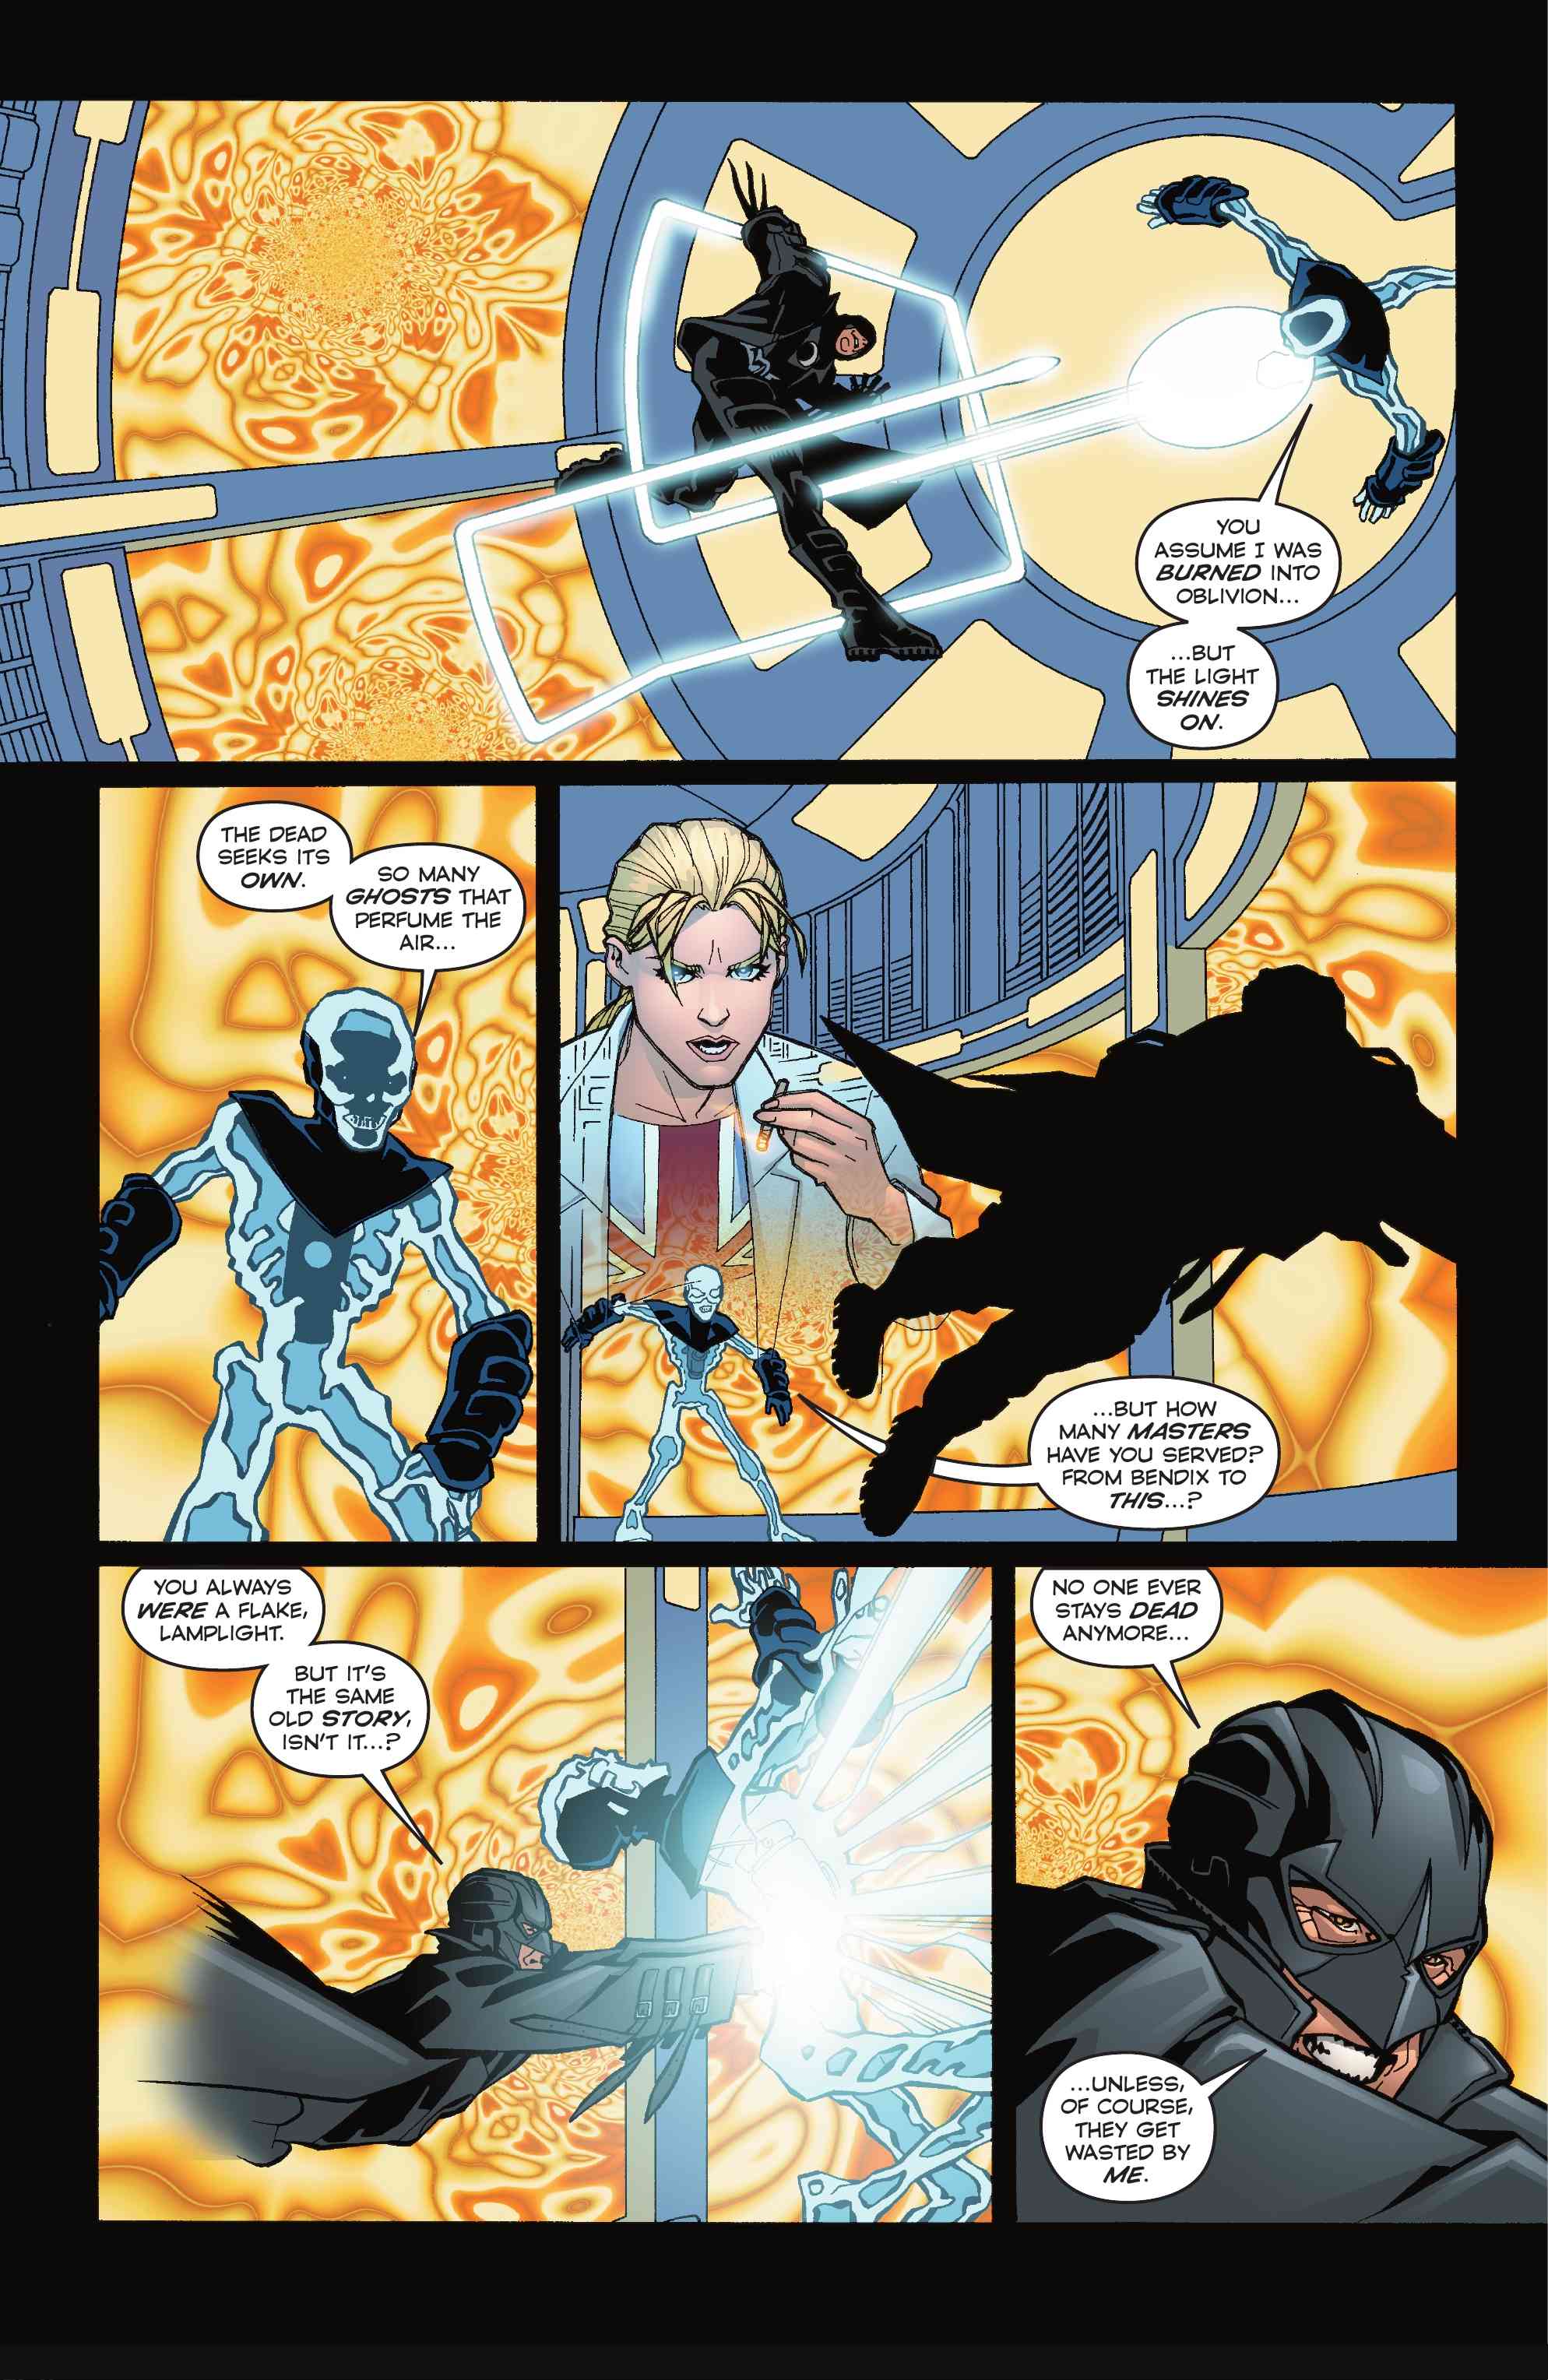 YOU
ASSUME I WAS
BURNED INTO
OBLIVION...
...BUT
THE LIGHT
SHINES
ON.
THE DEAD
SEEKS ITS
OWN.
SO MANY
GHOSTS THAT
PERFUME THE
AIR...
...BUT HOW
MANY MASTERS
HAVE YOU SERVED?
FROM BENDIX TO
THIS...?
YOU ALWAYS
WERE A FLAKE,
LAMPLIGHT.
BUT IT'S
THE SAME
OLD STORY,
ISN'T IT...?
NO ONE EVER
STAYS DEAD
ANYMORE...
...UNLESS,
OF COURSE,
THEY GET
WASTED BY
ME.